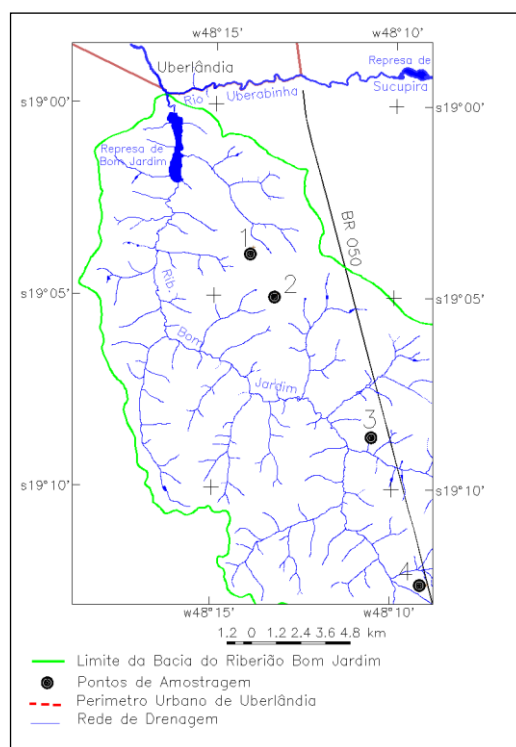 w48°15' w48°10'
Uberlândia
Represa de
Sucupira
Rio Uberabinha
s19°00' s19°00'
Represa de
Bom Jardim
BR 050
1
2
s19°05' s19°05'
Rib. Bom Jardim
3
s19°10' s19°10'
4
w48°15' w48°10'
1.2 0 1.2 2.4 3.6 4.8 km
Limite da Bacia do Riberião Bom Jardim
Pontos de Amostragem
Perimetro Urbano de Uberlândia
Rede de Drenagem